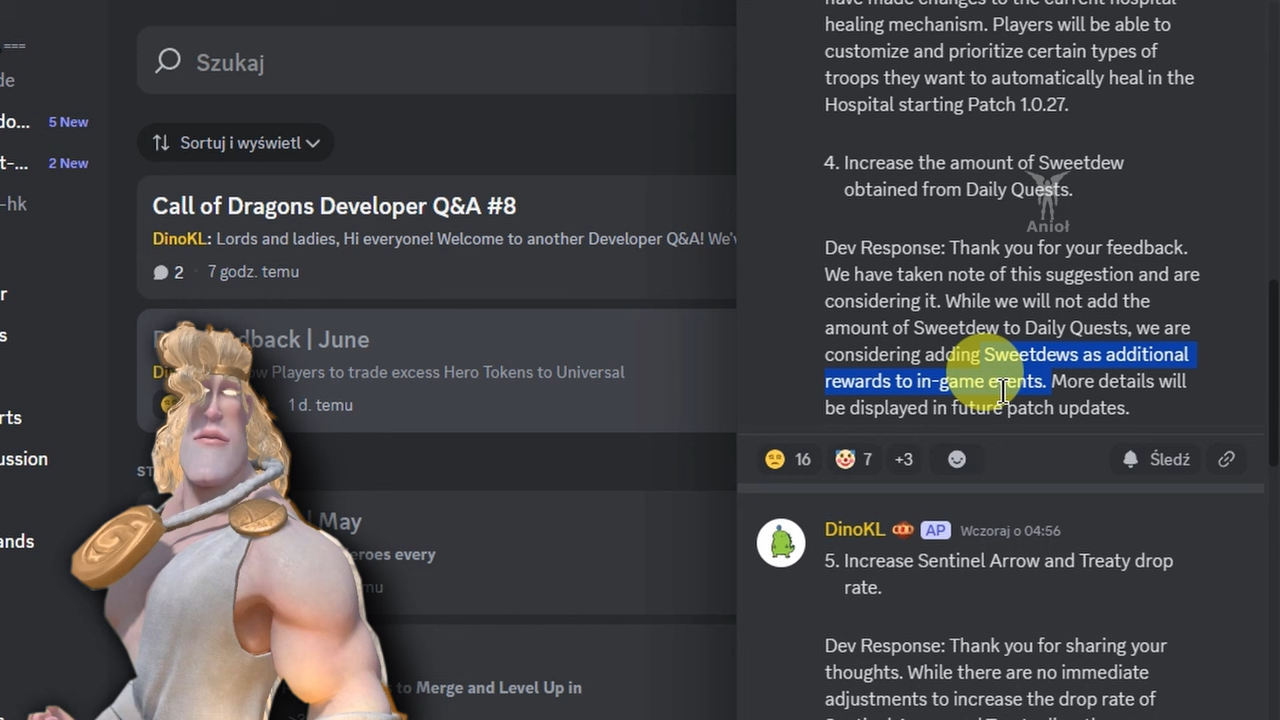 ===
de
do... 5 New
t-... 2 New
-hk
r
s
rts
ussion
ands
Szukaj
Sortuj i wyświetl
Call of Dragons Developer Q&A #8
DinoKL: Lords and ladies, Hi everyone! Welcome to another Developer Q&A! We'v
2 · 7 godz. temu
dback | June
ow Players to trade excess Hero Tokens to Universal
1 d. temu
ST
May
eroes every
mu
to Merge and Level Up in
have made changes to the current hospital
healing mechanism. Players will be able to
customize and prioritize certain types of
troops they want to automatically heal in the
Hospital starting Patch 1.0.27.
4. Increase the amount of Sweetdew
obtained from Daily Quests.
Anioł
Dev Response: Thank you for your feedback.
We have taken note of this suggestion and are
considering it. While we will not add the
amount of Sweetdew to Daily Quests, we are
considering adding Sweetdews as additional
rewards to in-game events. More details will
be displayed in future patch updates.
16 7 +3 Śledź
DinoKL AP Wczoraj o 04:56
5. Increase Sentinel Arrow and Treaty drop
rate.
Dev Response: Thank you for sharing your
thoughts. While there are no immediate
adjustments to increase the drop rate of